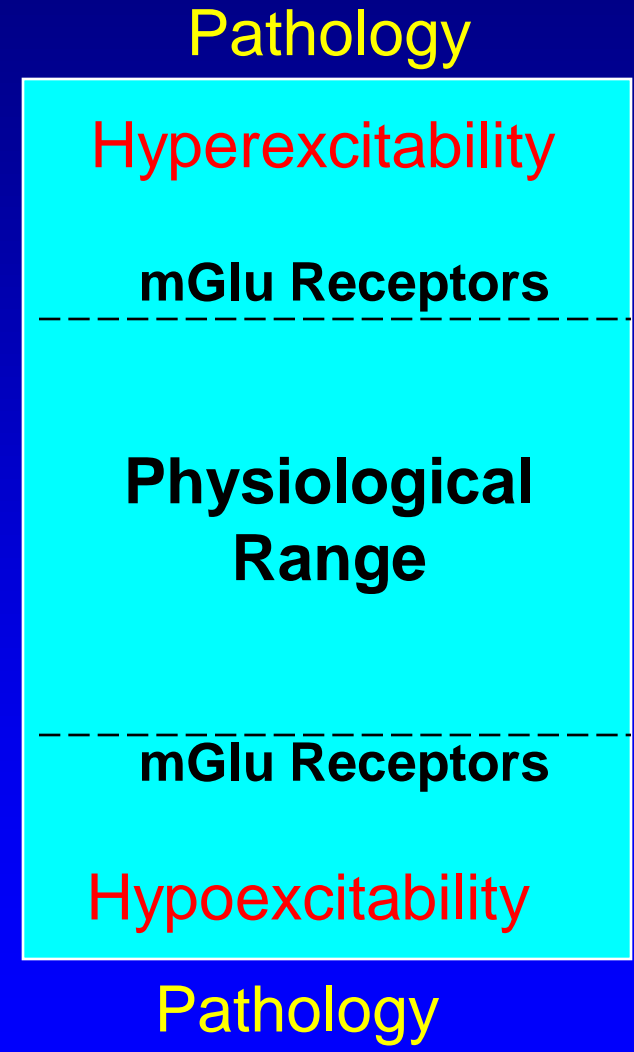 Pathology
Hyperexcitability
mGlu Receptors
Physiological
Range
mGlu Receptors
Hypoexcitability
Pathology